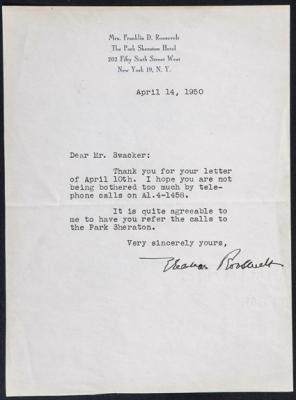 Mrs. Franklin D. Roosevelt
The Park Sheraton Hotel
202 Fifty Sixth Street West
New York 19, N. Y.
April 14, 1950
Dear Mr. Swacker:
Thank you for your letter
of April 10th. I hope you are not
being bothered too much by tele-
phone calls on Al.4-1458.
It is quite agreeable to
me to have you refer the calls to
the Park Sheraton.
Very sincerely yours,
Eleanor Roosevelt